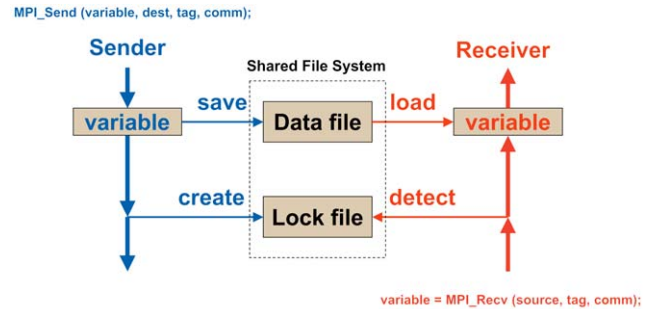 MPI_Send (variable, dest, tag, comm);
Sender
Receiver
Shared File System
save
load
variable
Data file
variable
create
detect
Lock file
variable = MPI_Recv (source, tag, comm);